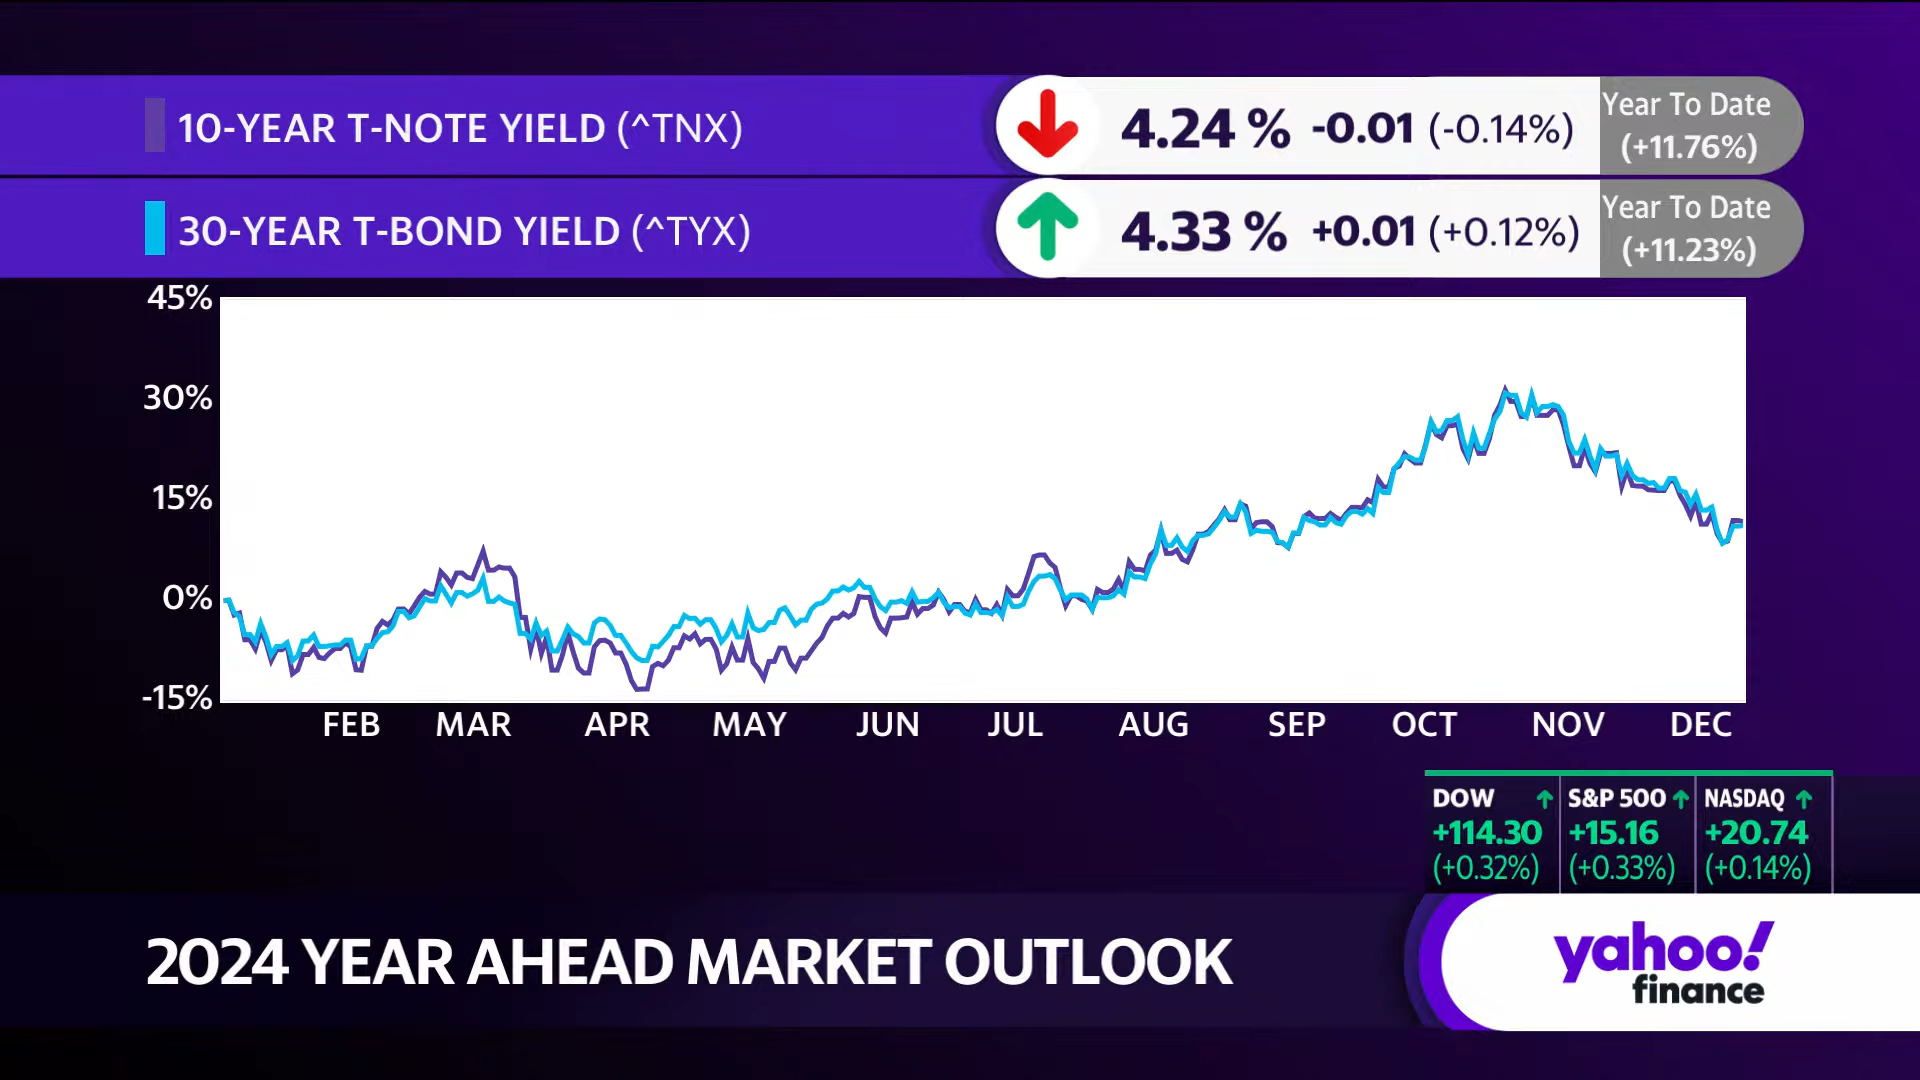 10-YEAR T-NOTE YIELD (^TNX) 4.24 % -0.01 (-0.14%) Year To Date (+11.76%)
30-YEAR T-BOND YIELD (^TYX) 4.33 % +0.01 (+0.12%) Year To Date (+11.23%)
45%
30%
15%
0%
-15%
FEB MAR APR MAY JUN JUL AUG SEP OCT NOV DEC
DOW S&P 500 NASDAQ
+114.30 +15.16 +20.74
(+0.32%) (+0.33%) (+0.14%)
2024 YEAR AHEAD MARKET OUTLOOK
yahoo!
finance